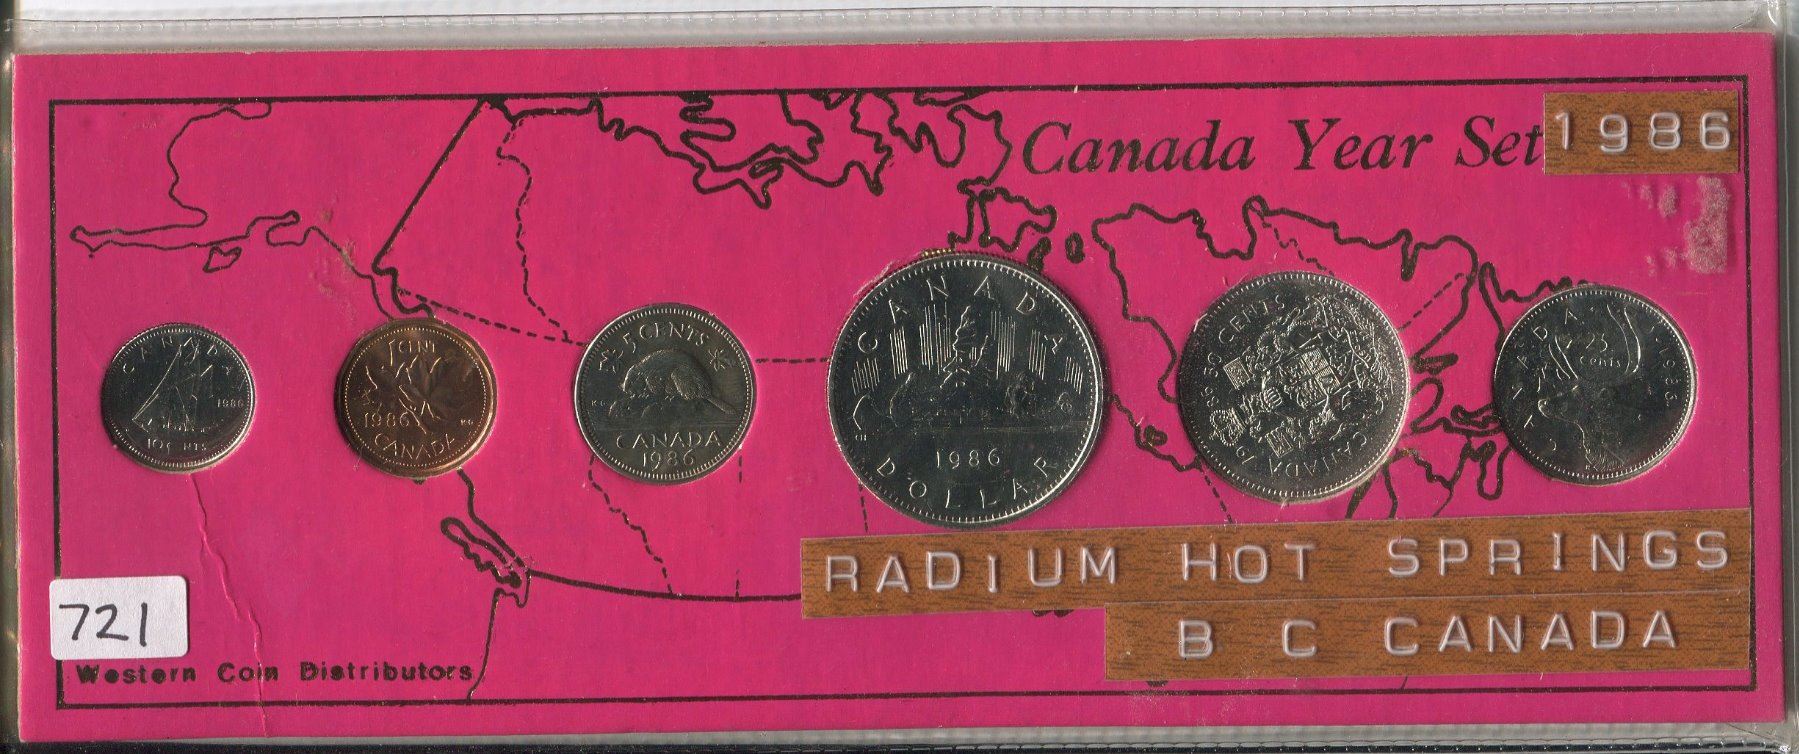 Canada Year Set
1986
CANADA
1986
10 CENTS
1 CENT
1986
CANADA
5 CENTS
CANADA
1986
CANADA
1986
DOLLAR
50 CENTS
CANADA
CANADA
25
CENTS
RADIUM HOT SPRINGS
B C CANADA
721
Western Coin Distributors